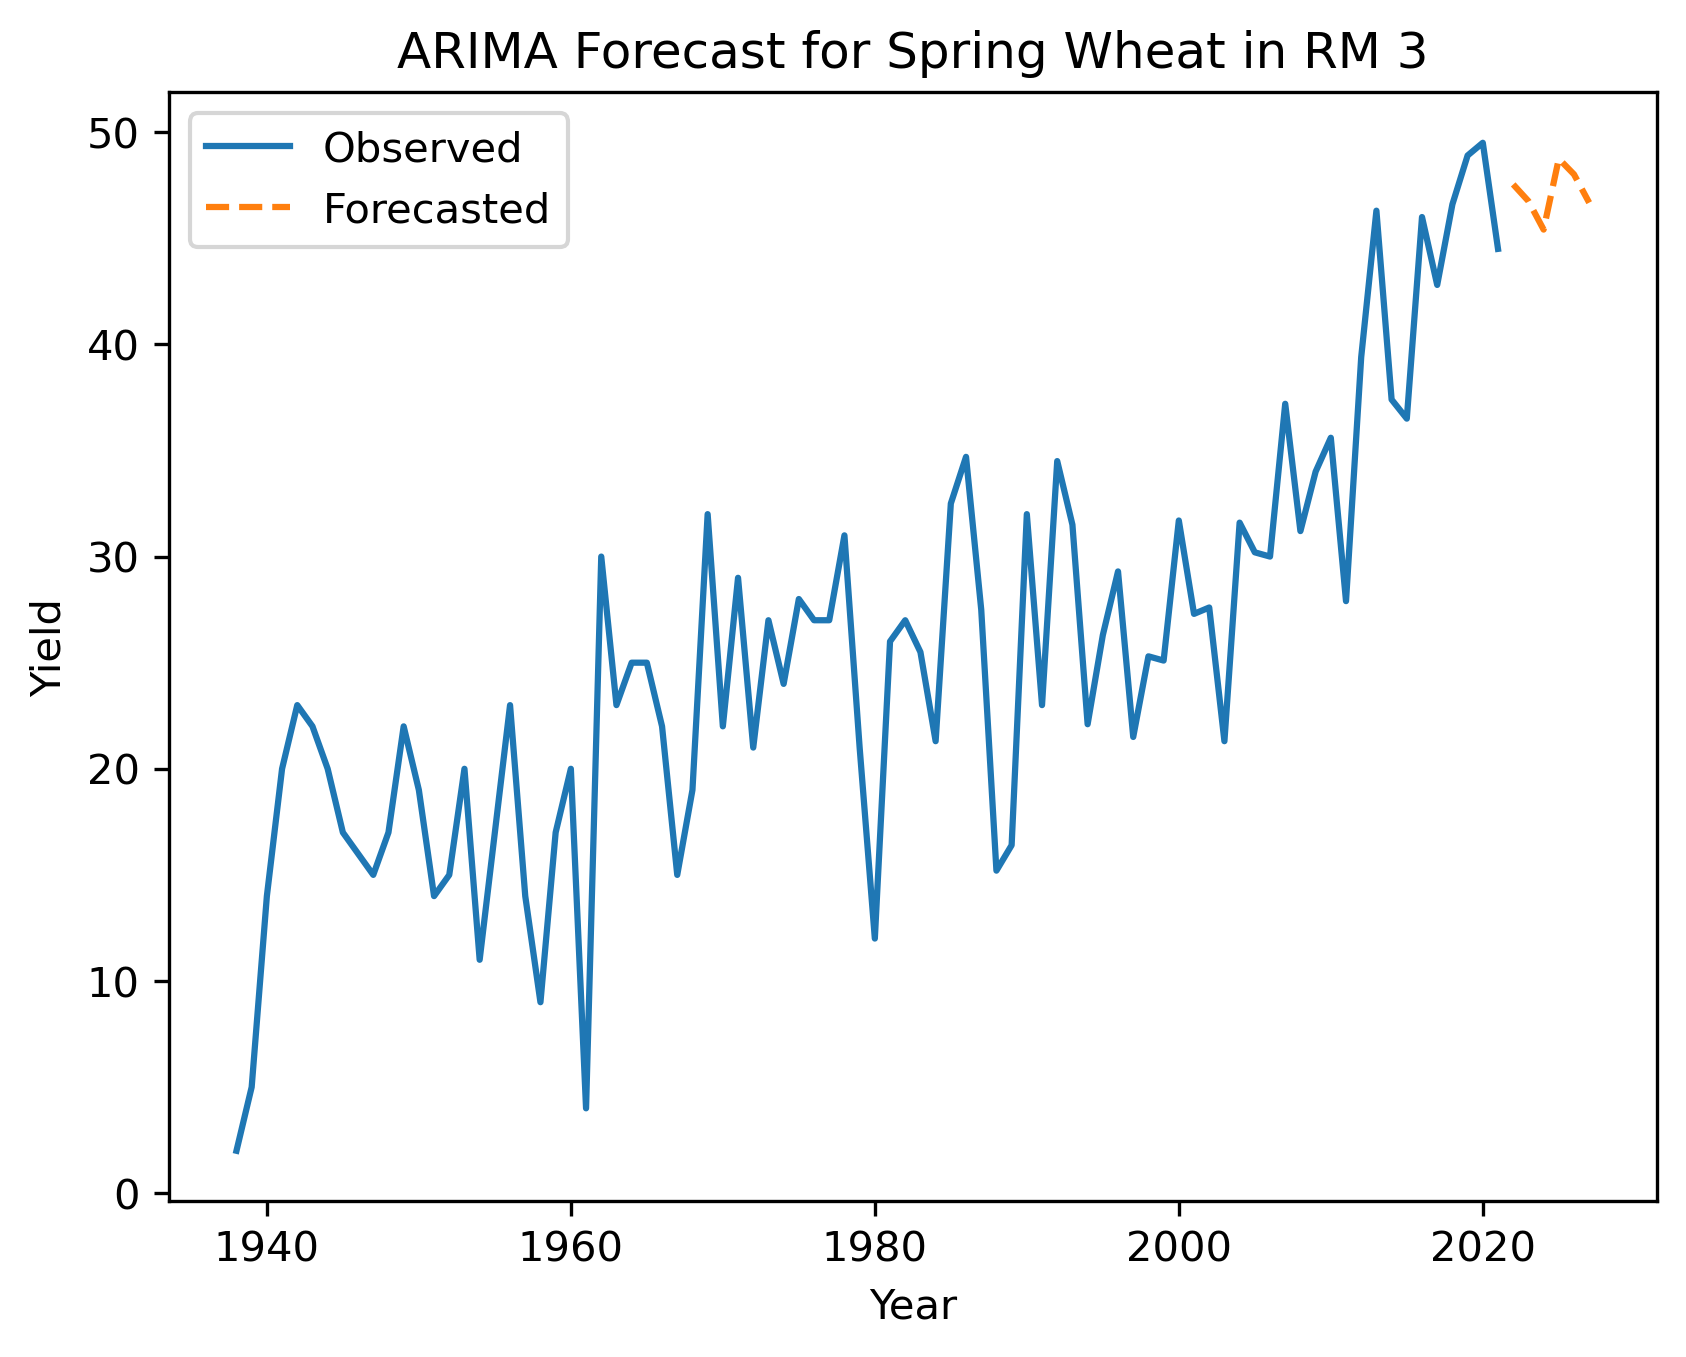 ARIMA Forecast for Spring Wheat in RM 3
Observed
Forecasted
50
40
30
20
10
0
Yield
1940 1960 1980 2000 2020
Year